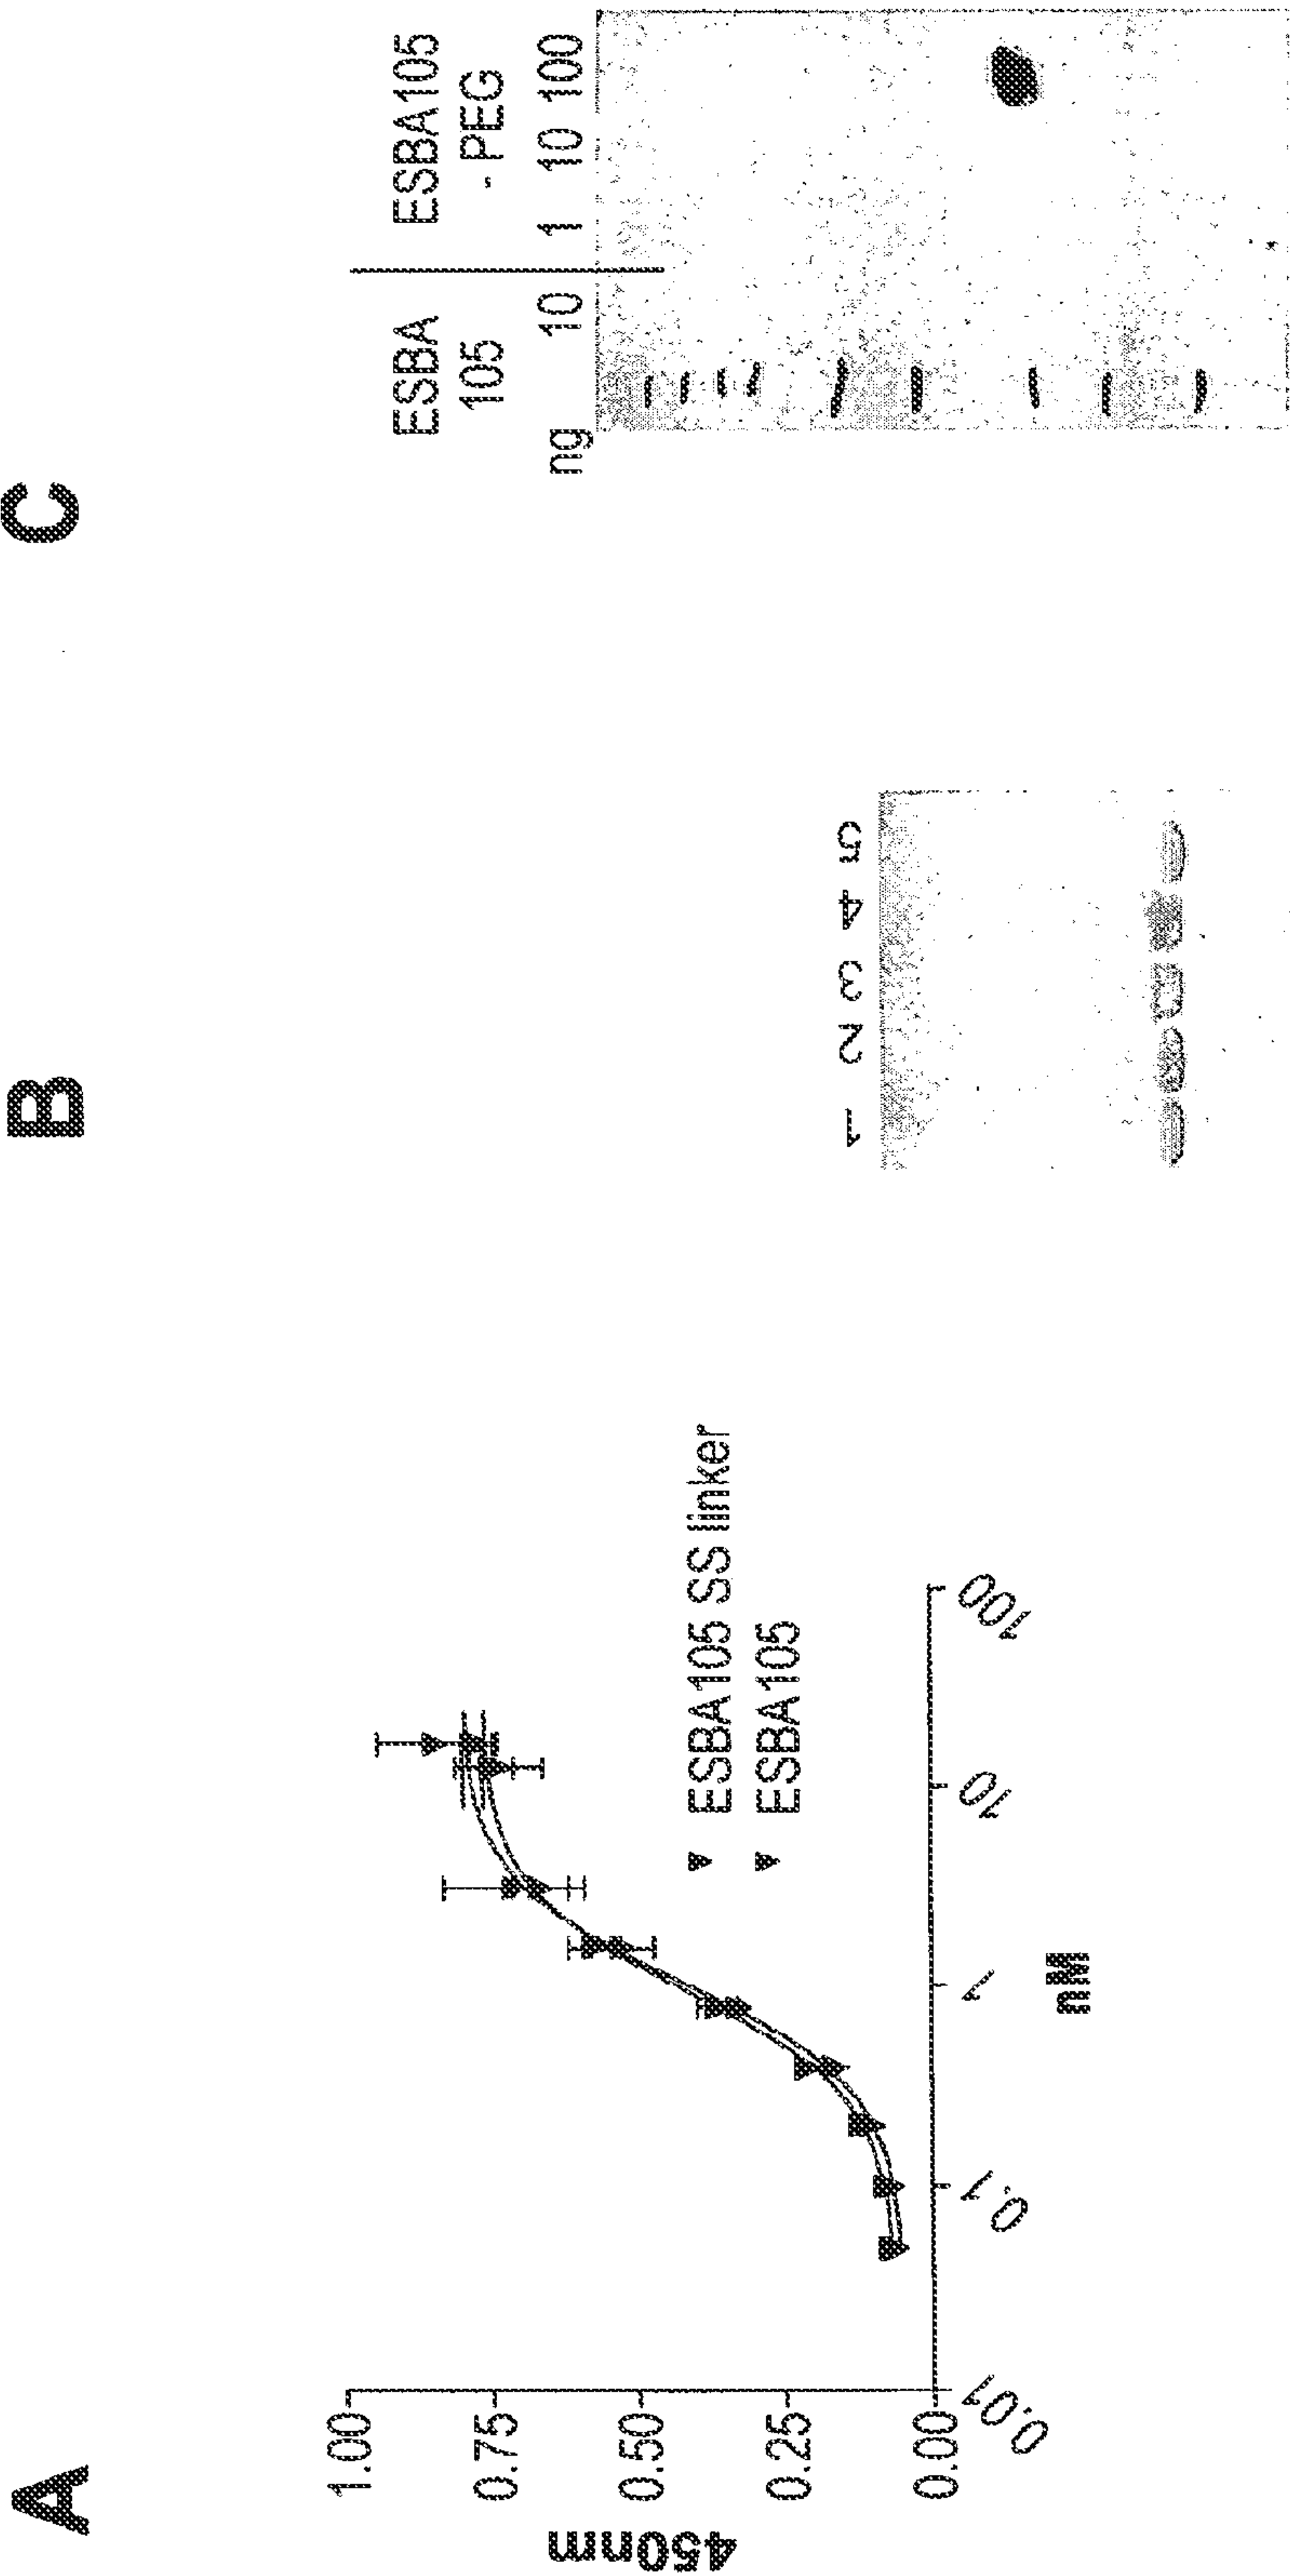 A
450nm
1.00
0.75
0.50
0.25
0.00
0.01
0.1
1
10
100
nM
ESBA105 SS linker
ESBA105
B
1 2 3 4 5
C
ESBA ESBA105
105 - PEG
ng 10 1 10 100